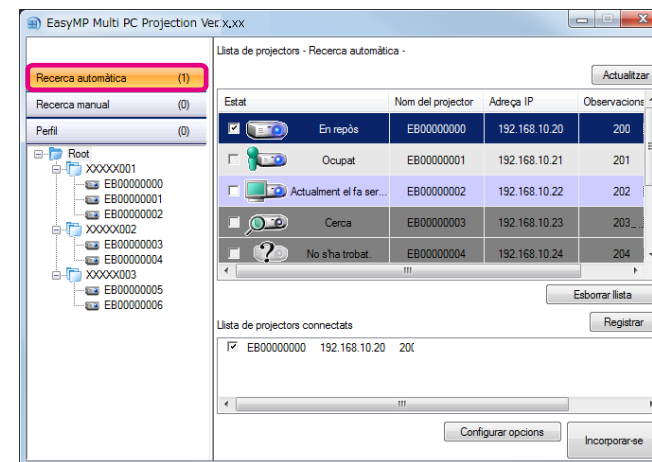 EasyMP Multi PC Projection Ver.x.xx
Llista de projectors - Recerca automàtica -
Recerca automàtica (1)
Actualitzar
Recerca manual (0)
Perfil (0)
Estat Nom del projector Adreça IP Observacions
En repòs EB00000000 192.168.10.20 200
Ocupat EB00000001 192.168.10.21 201
Actualment el fa ser... EB00000002 192.168.10.22 202
Cerca EB00000003 192.168.10.23 203
No s'ha trobat. EB00000004 192.168.10.24 204
Root
XXXXX001
EB00000000
EB00000001
EB00000002
XXXXX002
EB00000003
EB00000004
XXXXX003
EB00000005
EB00000006
Esborrar llista
Llista de projectors connectats
Registrar
EB00000000 192.168.10.20 200
Configurar opcions
Incorporar-se